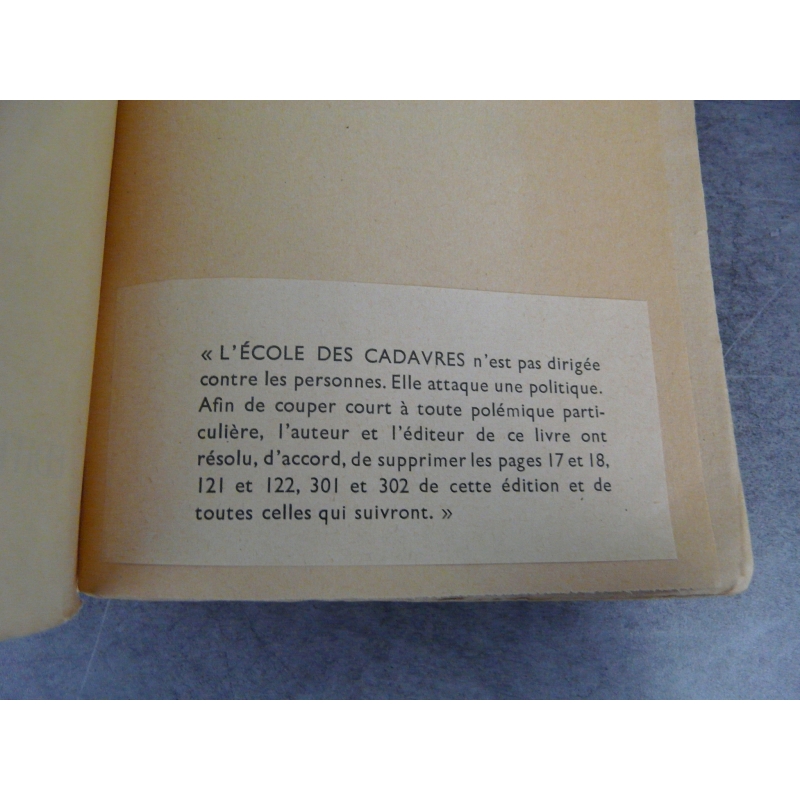 « L'ÉCOLE DES CADAVRES n'est pas dirigée
contre les personnes. Elle attaque une politique.
Afin de couper court à toute polémique parti-
culière, l'auteur et l'éditeur de ce livre ont
résolu, d'accord, de supprimer les pages 17 et 18,
121 et 122, 301 et 302 de cette édition et de
toutes celles qui suivront. »